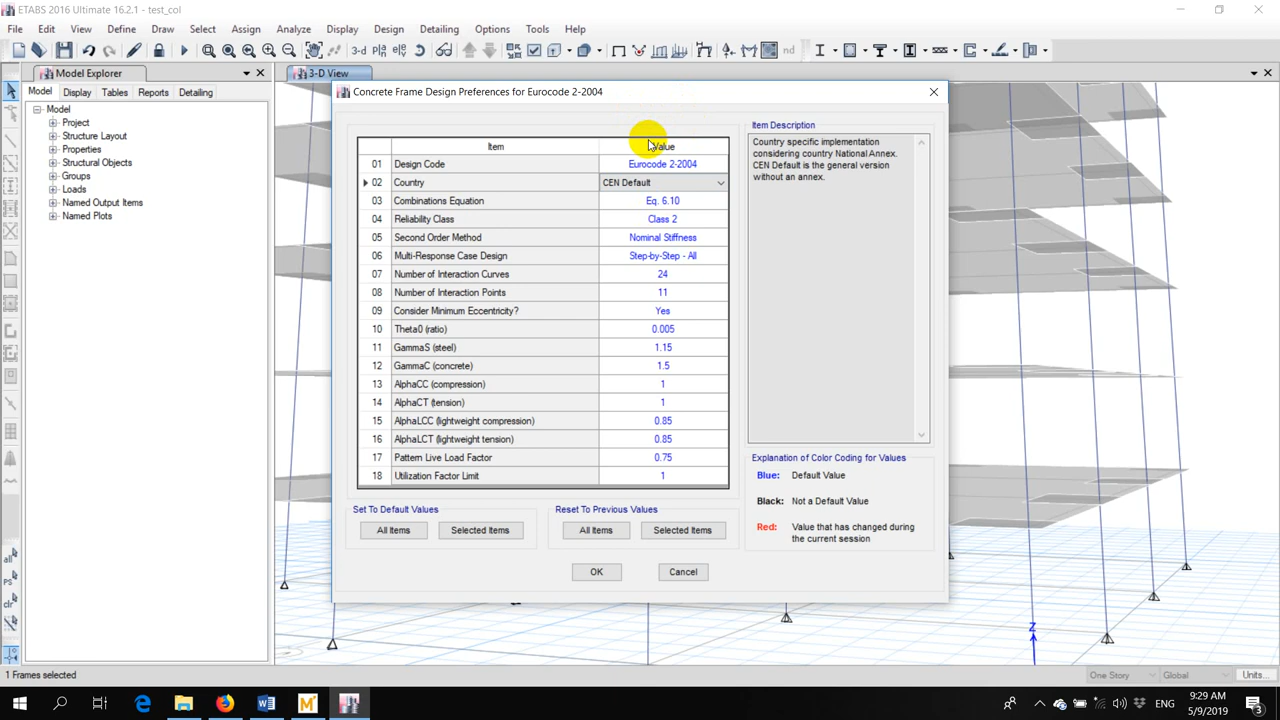 ETABS 2016 Ultimate 16.2.1 - test_col
File Edit View Define Draw Select Assign Analyze Display Design Detailing Options Tools Help
3-d nd
Model Explorer
3-D View
Model Display Tables Reports Detailing
Model
Project
Structure Layout
Properties
Structural Objects
Groups
Loads
Named Output Items
Named Plots
Concrete Frame Design Preferences for Eurocode 2-2004
Item Value
01 Design Code Eurocode 2-2004
02 Country CEN Default
03 Combinations Equation Eq. 6.10
04 Reliability Class Class 2
05 Second Order Method Nominal Stiffness
06 Multi-Response Case Design Step-by-Step - All
07 Number of Interaction Curves 24
08 Number of Interaction Points 11
09 Consider Minimum Eccentricity? Yes
10 Theta0 (ratio) 0.005
11 GammaS (steel) 1.15
12 GammaC (concrete) 1.5
13 AlphaCC (compression) 1
14 AlphaCT (tension) 1
15 AlphaLCC (lightweight compression) 0.85
16 AlphaLCT (lightweight tension) 0.85
17 Pattern Live Load Factor 0.75
18 Utilization Factor Limit 1
Item Description
Country specific implementation
considering country National Annex.
CEN Default is the general version
without an annex.
Explanation of Color Coding for Values
Blue: Default Value
Black: Not a Default Value
Red: Value that has changed during
the current session
Set To Default Values
All Items Selected Items
Reset To Previous Values
All Items Selected Items
OK Cancel
all
ps
clr
Z
1 Frames selected
One Story Global Units...
ENG
9:29 AM
5/9/2019
3